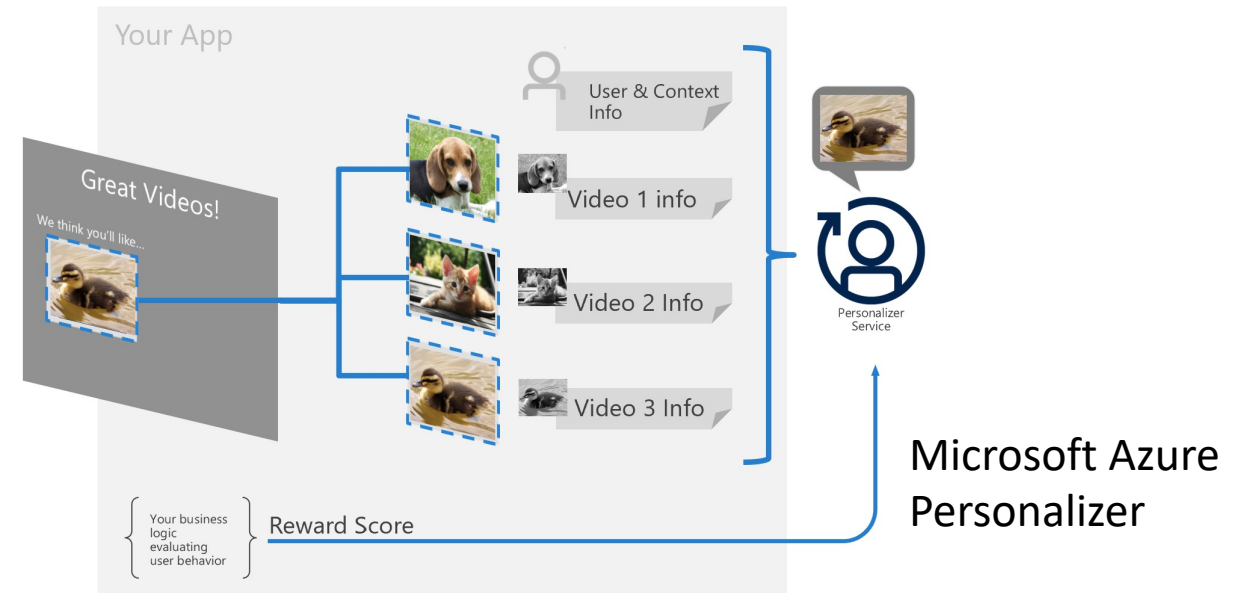 Your App
Great Videos!
We think you'll like...
User & Context
Info
Video 1 info
Video 2 Info
Video 3 Info
Personalizer
Service
Your business
logic
evaluating
user behavior
Reward Score
Microsoft Azure
Personalizer